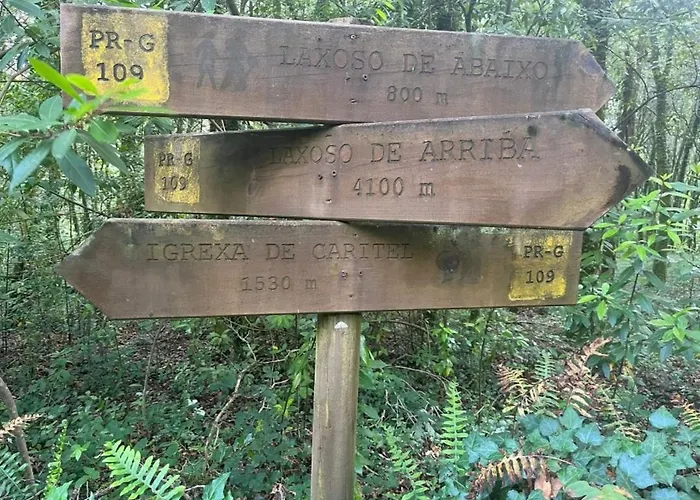 PR-G
109
LAXOSO DE ABAIXO
800 m
PR-G
109
LAXOSO DE ARRIBA
4100 m
IGREXA DE CARITEL
1530 m
PR-G
109